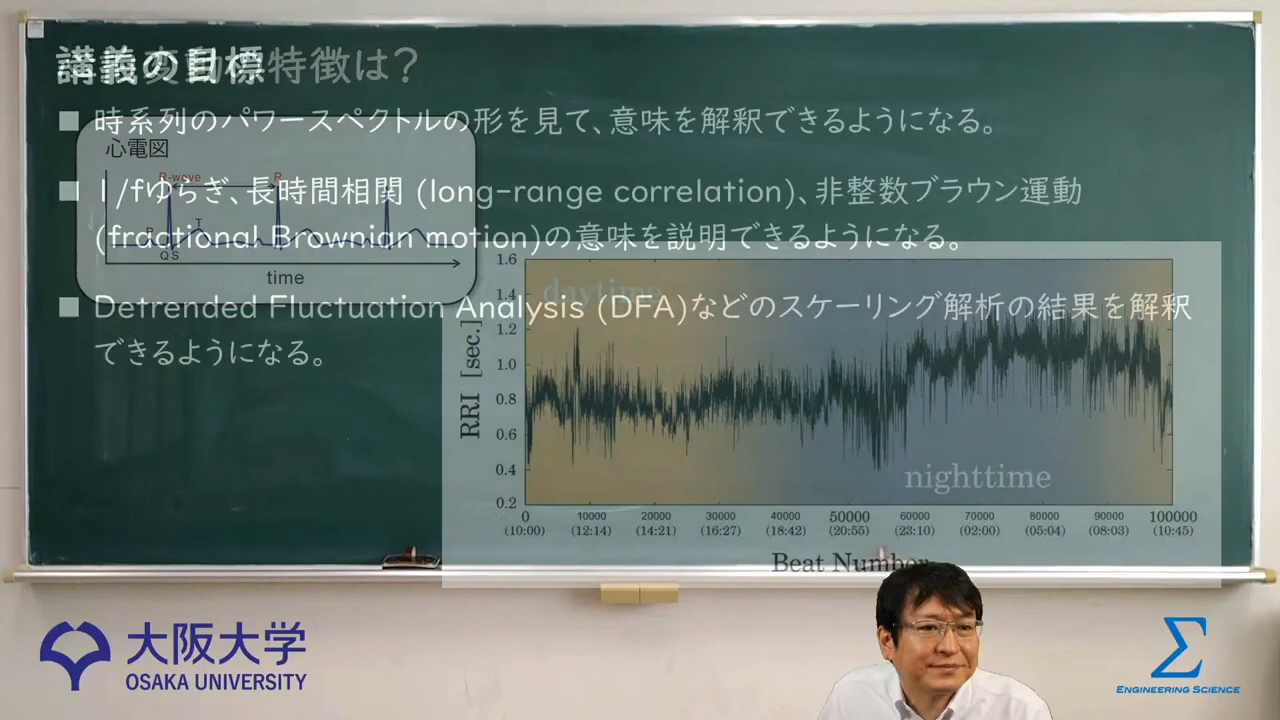 講義の目標
変動 特徴は？
■ 時系列のパワースペクトルの形を見て、意味を解釈できるようになる。
心電図
R-wave R
■ 1/fゆらぎ、長時間相関 (long-range correlation)、非整数ブラウン運動
P T
(fractional Brownian motion)の意味を説明できるようになる。
Q S
time
daytime
■ Detrended Fluctuation Analysis (DFA)などのスケーリング解析の結果を解釈
できるようになる。
RRI [sec.]
1.6
1.4
1.2
1.0
0.8
0.6
0.4
0.2
nighttime
0 10000 20000 30000 40000 50000 60000 70000 80000 90000 100000
(10:00) (12:14) (14:21) (16:27) (18:42) (20:55) (23:10) (02:00) (05:04) (08:03) (10:45)
Beat Number
大阪大学
OSAKA UNIVERSITY
Σ
ENGINEERING SCIENCE